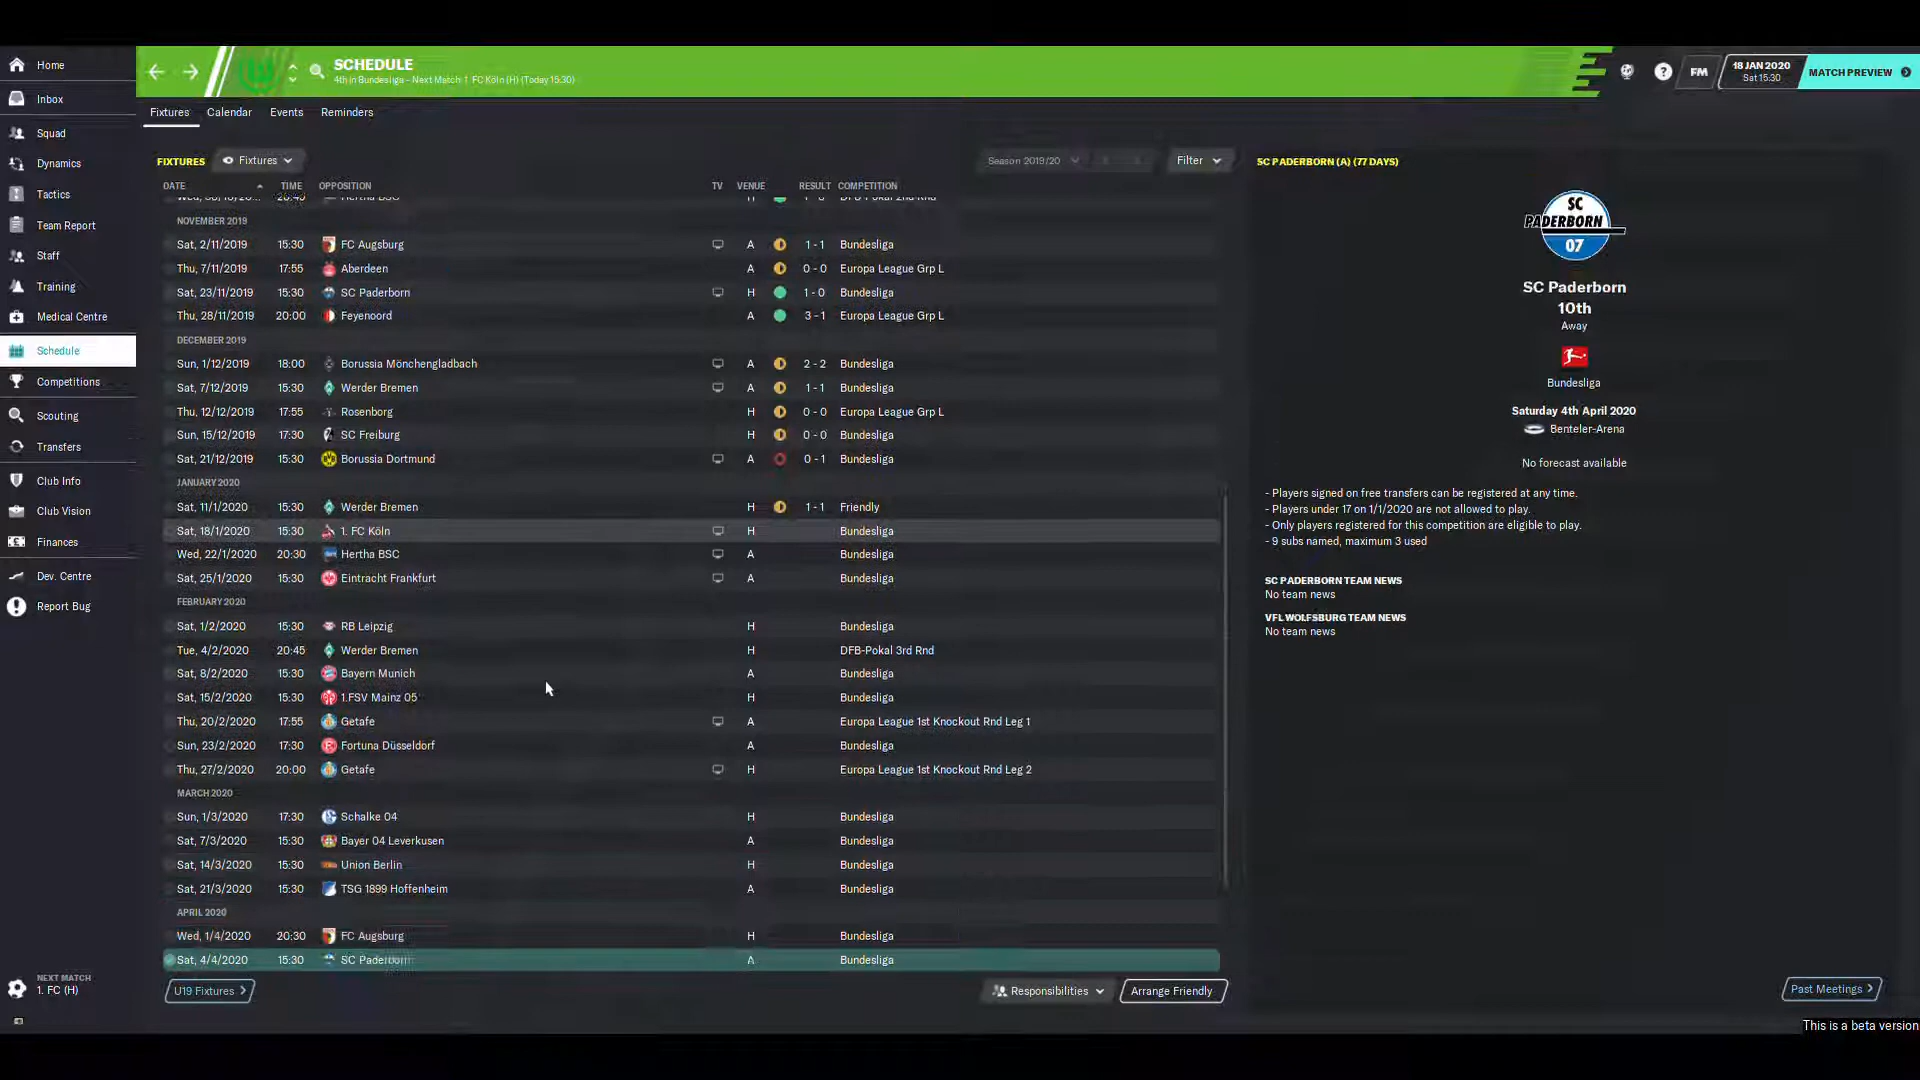 Home
Inbox
Squad
Dynamics
Tactics
Team Report
Staff
Training
Medical Centre
Schedule
Competitions
Scouting
Transfers
Club Info
Club Vision
Finances
Dev. Centre
Report Bug
NEXT MATCH
1. FC (H)
SCHEDULE
4th in Bundesliga - Next Match: 1. FC Köln (H) (Today 15:30)
FM
18 JAN 2020
Sat 15:30
MATCH PREVIEW
Fixtures Calendar Events Reminders
FIXTURES Fixtures Season 2019/20 Filter
DATE TIME OPPOSITION TV VENUE RESULT COMPETITION
Hertha BSC
NOVEMBER 2019
Sat, 2/11/2019 15:30 FC Augsburg A 1 - 1 Bundesliga
Thu, 7/11/2019 17:55 Aberdeen A 0 - 0 Europa League Grp L
Sat, 23/11/2019 15:30 SC Paderborn H 1 - 0 Bundesliga
Thu, 28/11/2019 20:00 Feyenoord A 3 - 1 Europa League Grp L
DECEMBER 2019
Sun, 1/12/2019 18:00 Borussia Mönchengladbach A 2 - 2 Bundesliga
Sat, 7/12/2019 15:30 Werder Bremen A 1 - 1 Bundesliga
Thu, 12/12/2019 17:55 Rosenborg H 0 - 0 Europa League Grp L
Sun, 15/12/2019 17:30 SC Freiburg H 0 - 0 Bundesliga
Sat, 21/12/2019 15:30 Borussia Dortmund A 0 - 1 Bundesliga
JANUARY 2020
Sat, 11/1/2020 15:30 Werder Bremen H 1 - 1 Friendly
Sat, 18/1/2020 15:30 1. FC Köln H Bundesliga
Wed, 22/1/2020 20:30 Hertha BSC A Bundesliga
Sat, 25/1/2020 15:30 Eintracht Frankfurt A Bundesliga
FEBRUARY 2020
Sat, 1/2/2020 15:30 RB Leipzig H Bundesliga
Tue, 4/2/2020 20:45 Werder Bremen H DFB-Pokal 3rd Rnd
Sat, 8/2/2020 15:30 Bayern Munich A Bundesliga
Sat, 15/2/2020 15:30 1.FSV Mainz 05 H Bundesliga
Thu, 20/2/2020 17:55 Getafe A Europa League 1st Knockout Rnd Leg 1
Sun, 23/2/2020 17:30 Fortuna Düsseldorf A Bundesliga
Thu, 27/2/2020 20:00 Getafe H Europa League 1st Knockout Rnd Leg 2
MARCH 2020
Sun, 1/3/2020 17:30 Schalke 04 H Bundesliga
Sat, 7/3/2020 15:30 Bayer 04 Leverkusen A Bundesliga
Sat, 14/3/2020 15:30 Union Berlin H Bundesliga
Sat, 21/3/2020 15:30 TSG 1899 Hoffenheim A Bundesliga
APRIL 2020
Wed, 1/4/2020 20:30 FC Augsburg H Bundesliga
Sat, 4/4/2020 15:30 SC Paderborn A Bundesliga
U19 Fixtures Responsibilities Arrange Friendly
SC PADERBORN (A) (77 DAYS)
SC
PADERBORN
07
SC Paderborn
10th
Away
Bundesliga
Saturday 4th April 2020
Benteler-Arena
No forecast available
- Players signed on free transfers can be registered at any time.
- Players under 17 on 1/1/2020 are not allowed to play.
- Only players registered for this competition are eligible to play.
- 9 subs named, maximum 3 used
SC PADERBORN TEAM NEWS
No team news
VFL WOLFSBURG TEAM NEWS
No team news
Past Meetings
This is a beta version